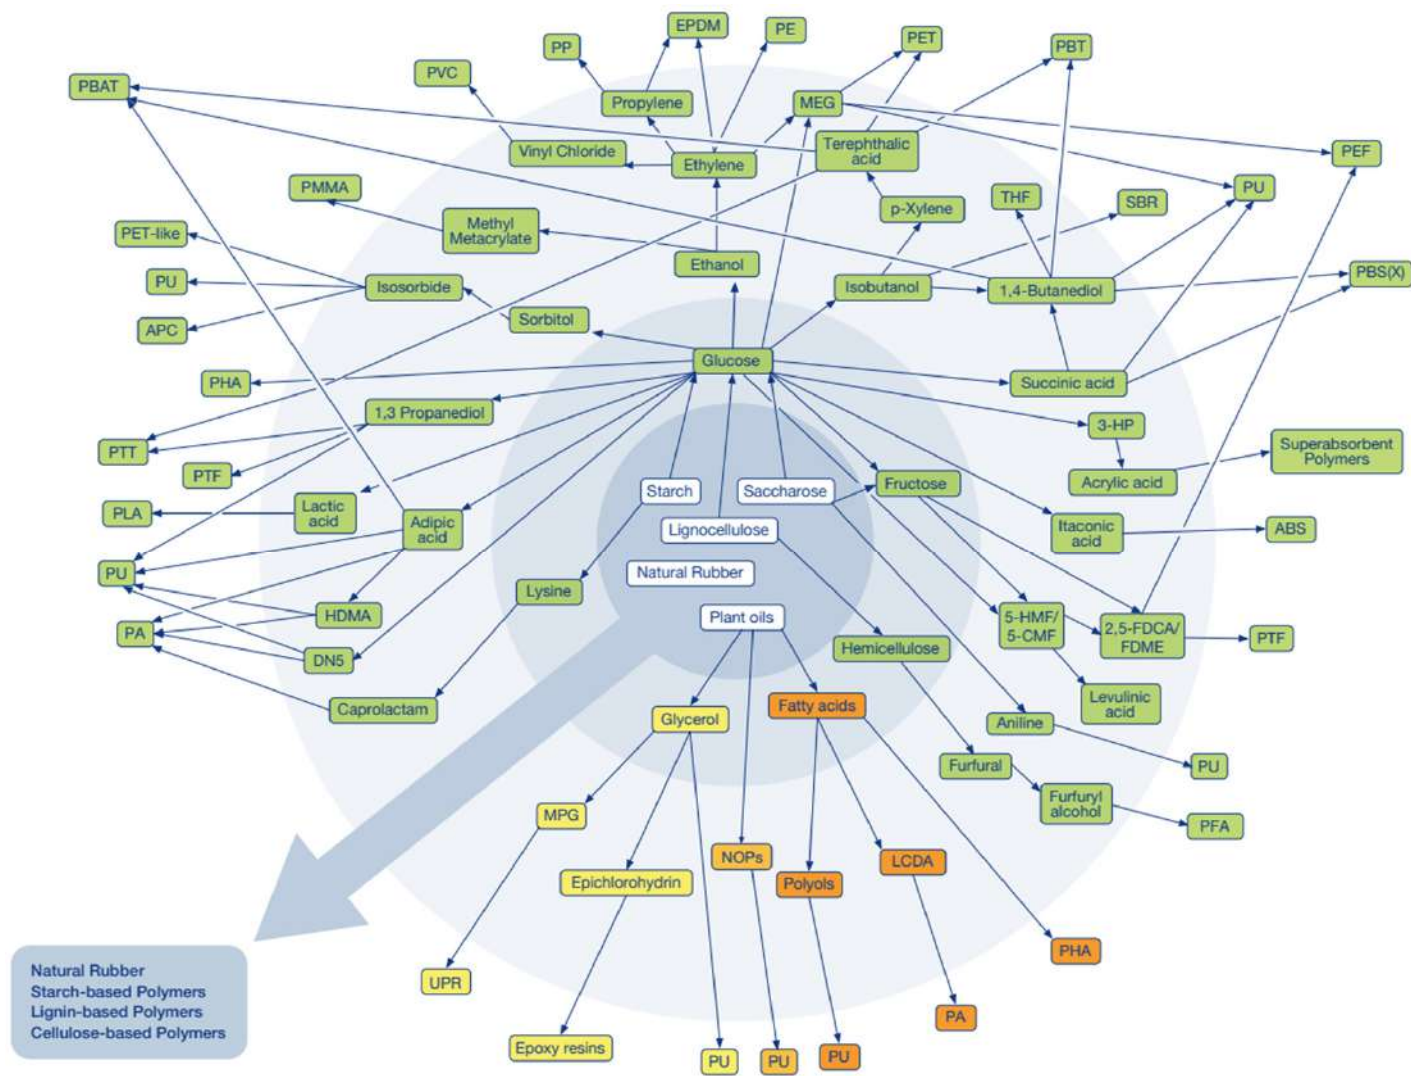 EPDM
PE
PP
PET
PBT
PVC
PBAT
Propylene
MEG
Vinyl Chloride
Ethylene
Terephthalic
acid
PEF
PMMA
THF
SBR
PU
p-Xylene
Methyl
Metacrylate
PET-like
Ethanol
PU
Isosorbide
Isobutanol
1,4-Butanediol
PBS(X)
APC
Sorbitol
Glucose
PHA
Succinic acid
1,3 Propanediol
3-HP
PTT
Superabsorbent
Polymers
PTF
Starch
Saccharose
Fructose
Acrylic acid
PLA
Lactic
acid
Adipic
acid
Lignocellulose
Itaconic
acid
ABS
PU
Natural Rubber
Lysine
HDMA
Plant oils
5-HMF/
5-CMF
2,5-FDCA/
FDME
PTF
PA
DN5
Hemicellulose
Caprolactam
Glycerol
Fatty acids
Levulinic
acid
Aniline
Furfural
PU
MPG
Furfuryl
alcohol
PFA
NOPs
LCDA
Epichlorohydrin
Polyols
PHA
UPR
PA
Epoxy resins
PU
PU
PU
Natural Rubber
Starch-based Polymers
Lignin-based Polymers
Cellulose-based Polymers